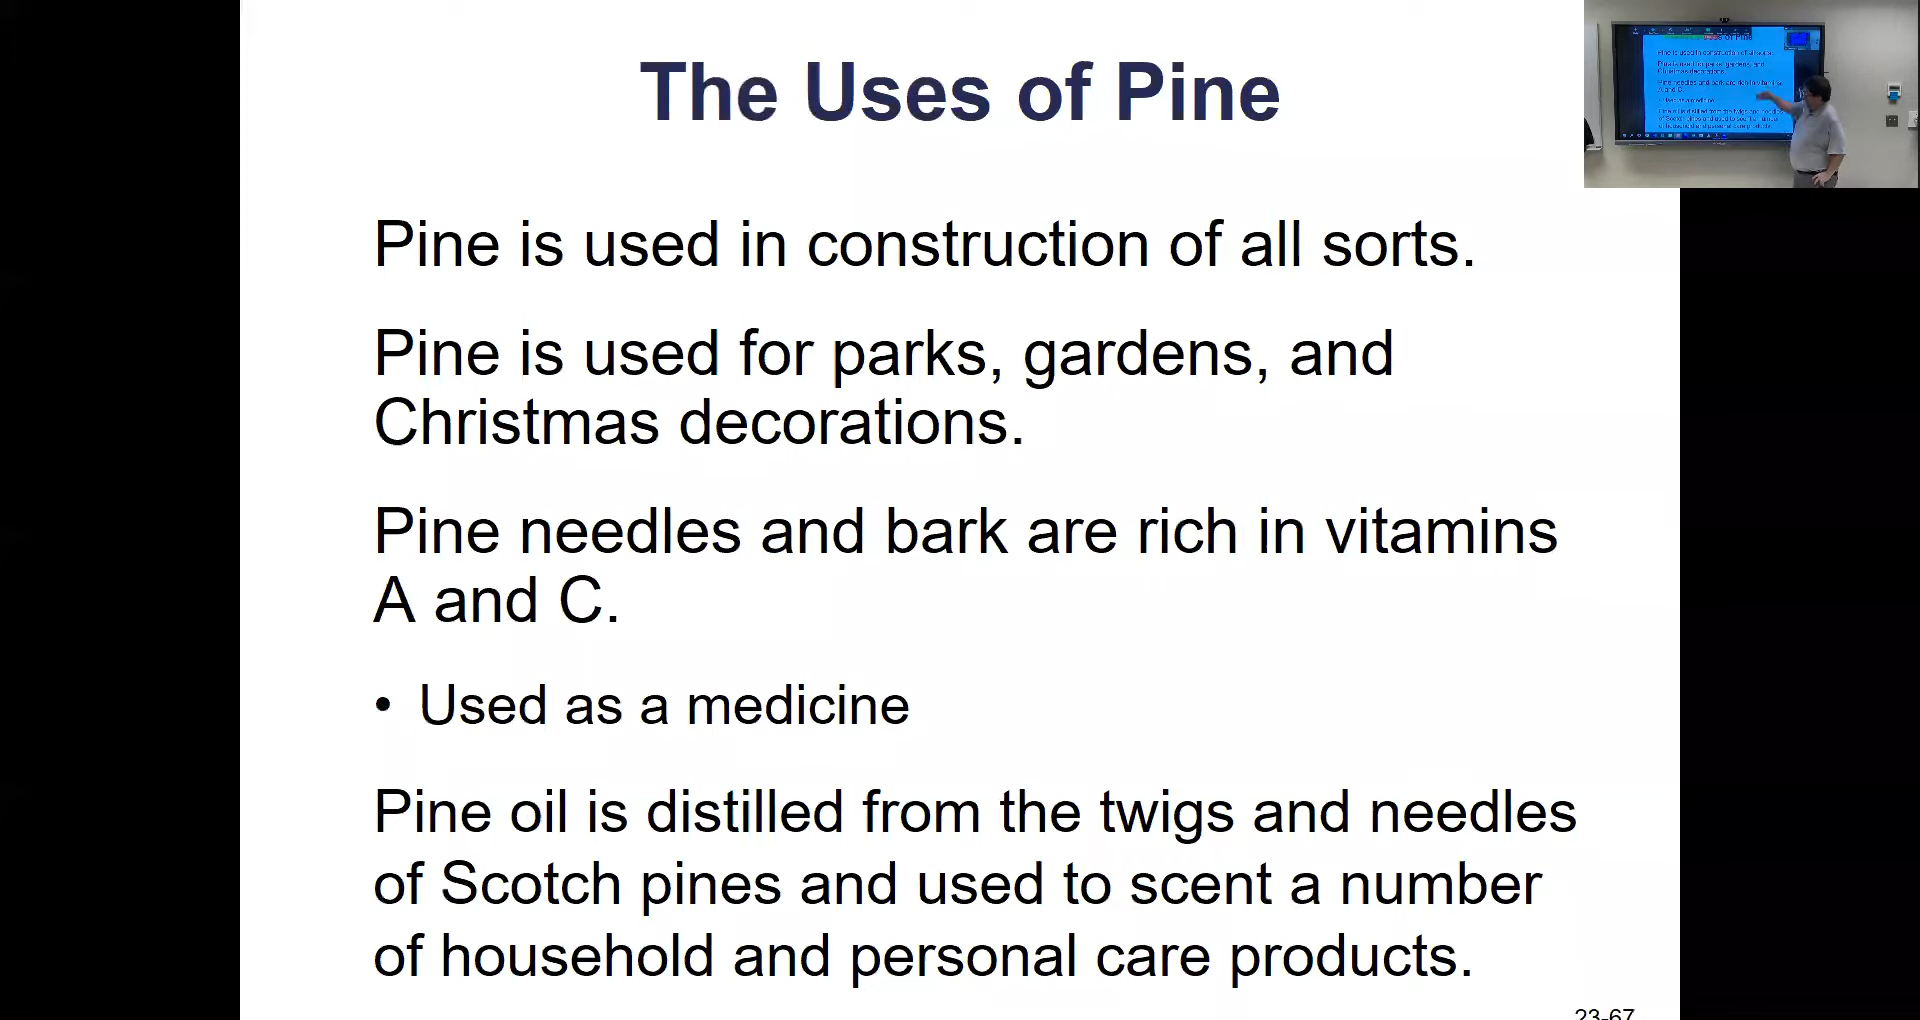 The Uses of Pine
Pine is used in construction of all sorts.
Pine is used for parks, gardens, and
Christmas decorations.
Pine needles and bark are rich in vitamins
A and C.
• Used as a medicine
Pine oil is distilled from the twigs and needles
of Scotch pines and used to scent a number
of household and personal care products.
23-67